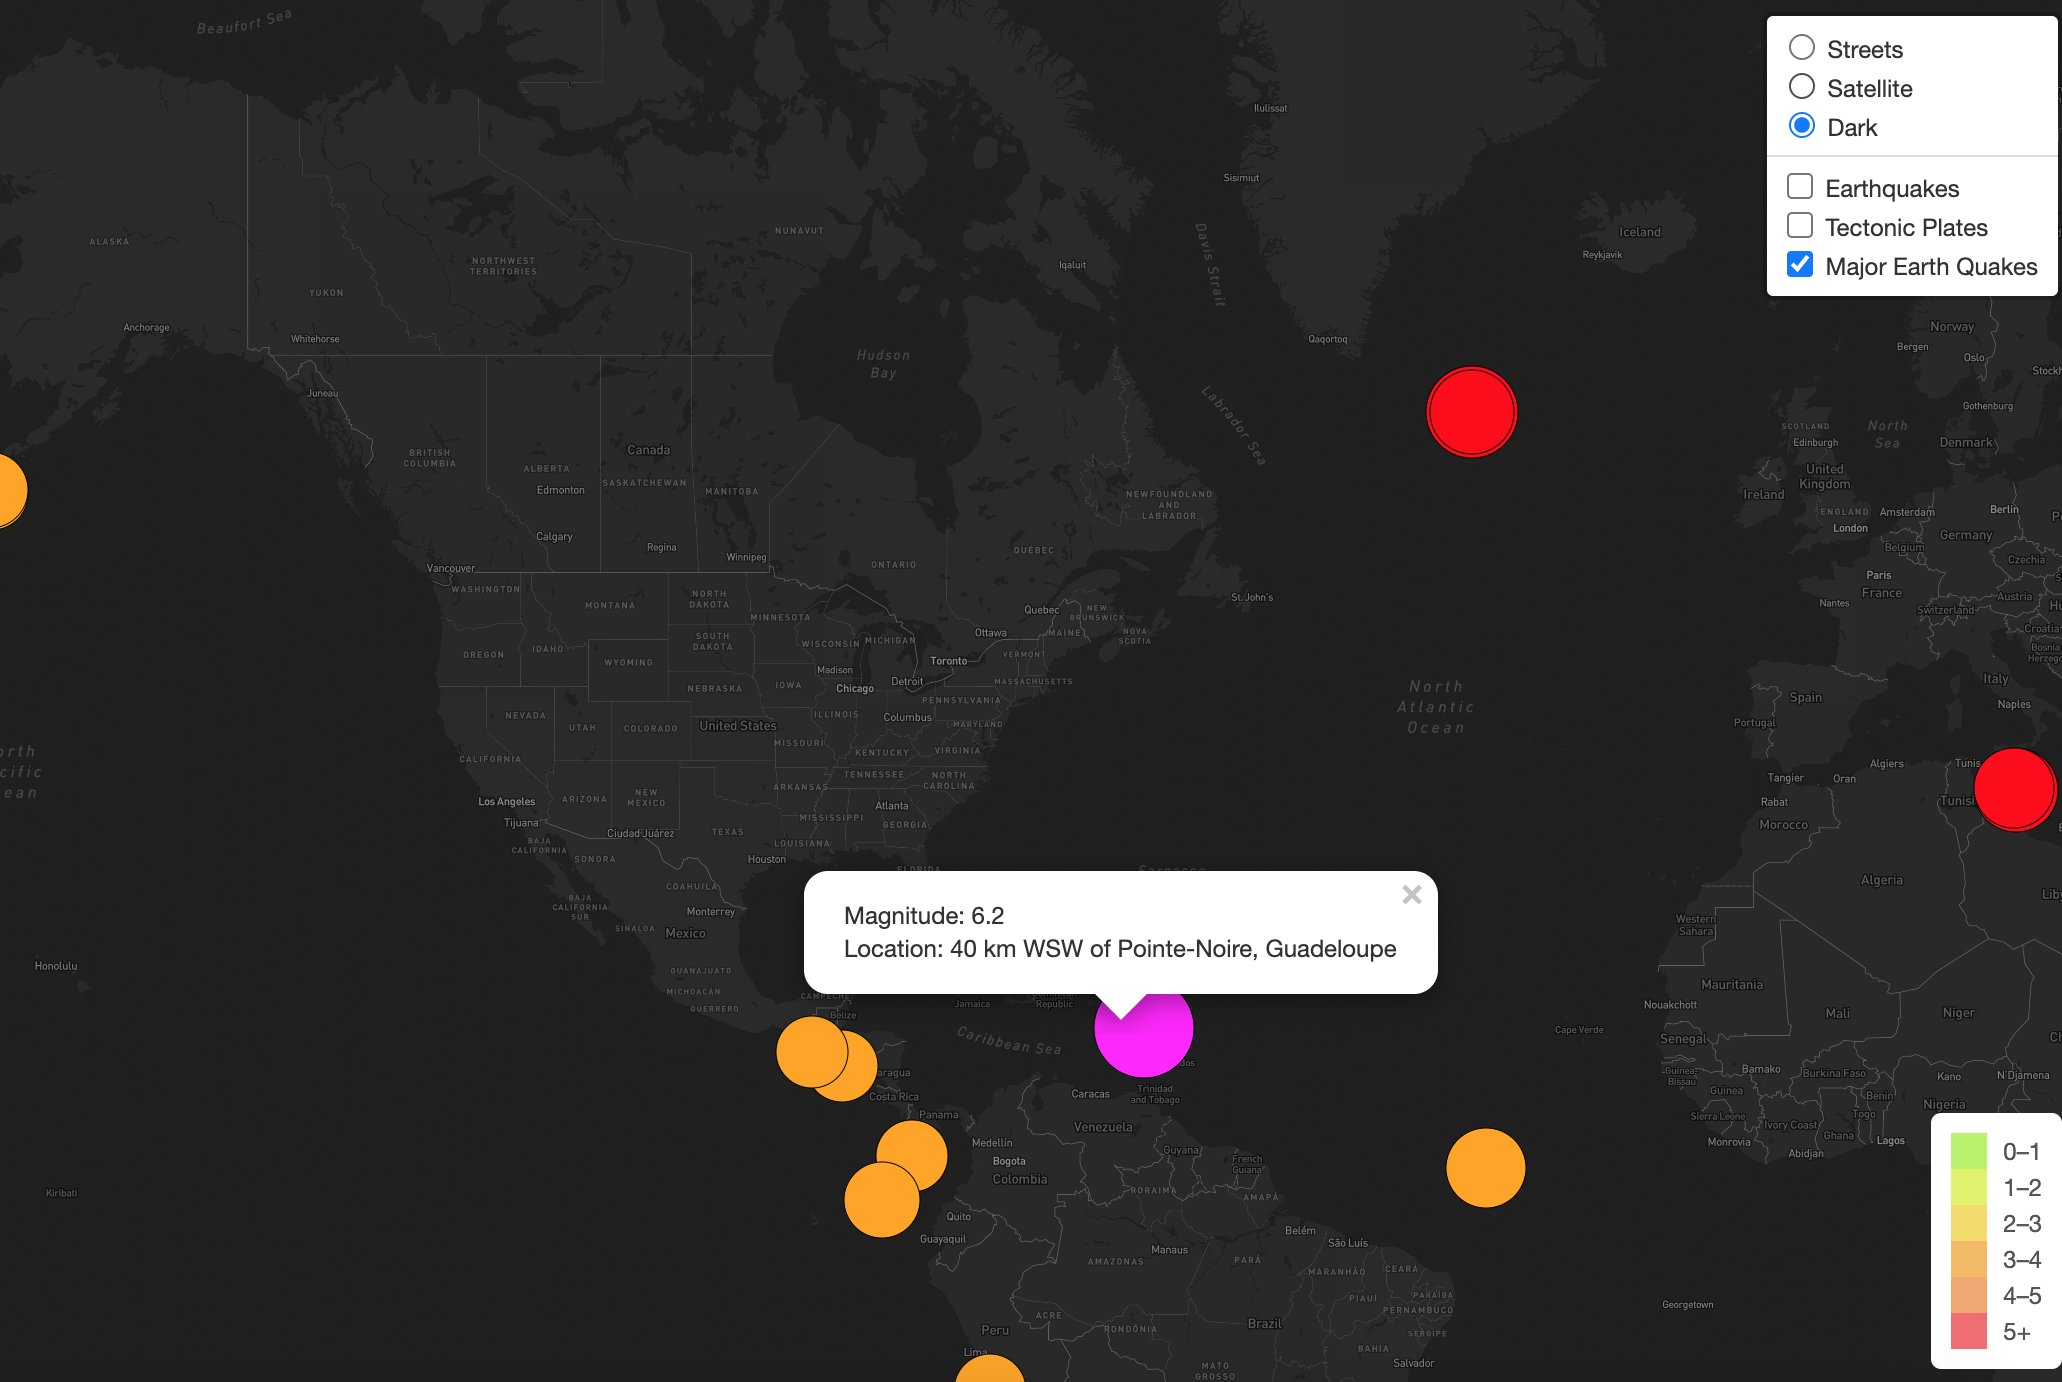 Beaufort Sea
Streets
Satellite
Dark
Earthquakes
Tectonic Plates
Major Earth Quakes
Ilulissat
Sisimiut
Davis Strait
NUNAVUT
Iqaluit
ALASKA
NORTHWEST
TERRITORIES
YUKON
Anchorage
Whitehorse
Juneau
Iceland
Reykjavik
Qaqortoq
Norway
Bergen
Oslo
Hudson
Bay
Labrador Sea
Gothenburg
SCOTLAND
Edinburgh
North
Sea
Denmark
BRITISH
COLUMBIA
Canada
ALBERTA
Edmonton
SASKATCHEWAN
MANITOBA
NEWFOUNDLAND
AND
LABRADOR
United
Kingdom
Ireland
ENGLAND
London
Amsterdam
Berlin
Germany
Belgium
Czechia
Calgary
Regina
Winnipeg
Vancouver
ONTARIO
QUÉBEC
Paris
France
Nantes
Switzerland
Austria
Croatia
Bosnia
WASHINGTON
MONTANA
NORTH
DAKOTA
MINNESOTA
Quebec
NEW
BRUNSWICK
NOVA
SCOTIA
St. John's
Ottawa
MAINE
OREGON
IDAHO
WYOMING
SOUTH
DAKOTA
WISCONSIN
MICHIGAN
Madison
Toronto
VERMONT
Detroit
MASSACHUSETTS
Chicago
IOWA
NEBRASKA
PENNSYLVANIA
NEVADA
UTAH
COLORADO
United States
ILLINOIS
Columbus
MARYLAND
MISSOURI
KENTUCKY
VIRGINIA
CALIFORNIA
TENNESSEE
NORTH
CAROLINA
ARKANSAS
North
Atlantic
Ocean
Spain
Portugal
Italy
Naples
Tangier
Oran
Algiers
Tunis
Rabat
Morocco
Los Angeles
ARIZONA
NEW
MEXICO
Atlanta
Tijuana
MISSISSIPPI
GEORGIA
Ciudad Juárez
TEXAS
BAJA
CALIFORNIA
SONORA
LOUISIANA
Houston
FLORIDA
Sargasso
Algeria
COAHUILA
Monterrey
BAJA
CALIFORNIA
SUR
SINALOA
Mexico
Magnitude: 6.2
Location: 40 km WSW of Pointe-Noire, Guadeloupe
×
Western
Sahara
Honolulu
GUANAJUATO
MICHOACÁN
GUERRERO
CAMPECHE
Belize
Jamaica
Dominican
Republic
Caribbean Sea
Mauritania
Nouakchott
Mali
Niger
Cape Verde
Senegal
Guinea-
Bissau
Bamako
Burkina Faso
Kano
N'Djamena
Guinea
Benin
Nigeria
Sierra Leone
Togo
Ivory Coast
Ghana
Lagos
Monrovia
Abidjan
Costa Rica
Panama
Caracas
Trinidad
and Tobago
Venezuela
Medellín
Bogota
Colombia
Guyana
French
Guiana
RORAIMA
AMAPÁ
Kiribati
Quito
Guayaquil
Belém
São Luís
Manaus
AMAZONAS
PARÁ
MARANHÃO
CEARÁ
PARAÍBA
PIAUÍ
PERNAMBUCO
ACRE
RONDÔNIA
Brazil
SERGIPE
Peru
Lima
BAHIA
Salvador
MATO
GROSSO
Georgetown
0–1
1–2
2–3
3–4
4–5
5+